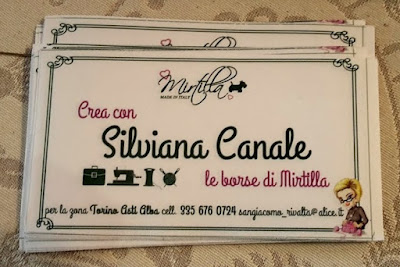 Mirtilla
MADE IN ITALY
Crea con
Silviana Canale
le borse di Mirtilla
per la zona Torino Asti Alba cell. 335 676 0724 sangiacomo_rivalta@alice.it